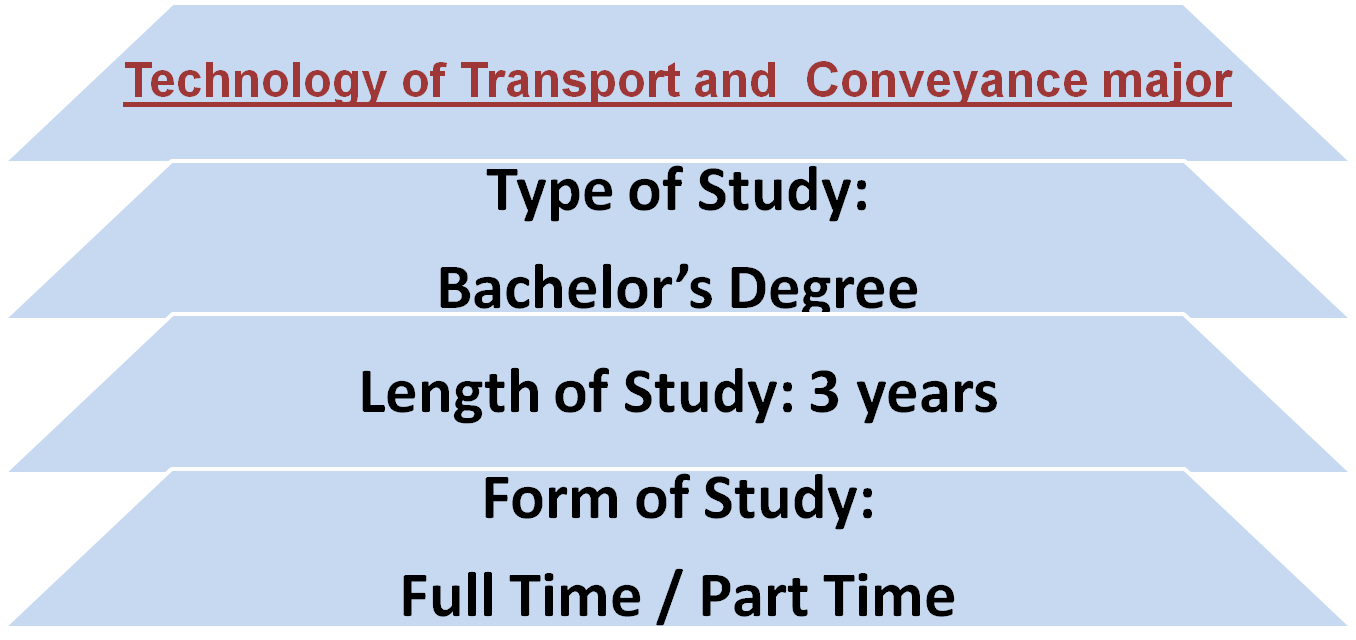 Technology of Transport and  Conveyance major
Type of Study:
Bachelor’s Degree
Length of Study: 3 years
Form of Study:
Full Time / Part Time